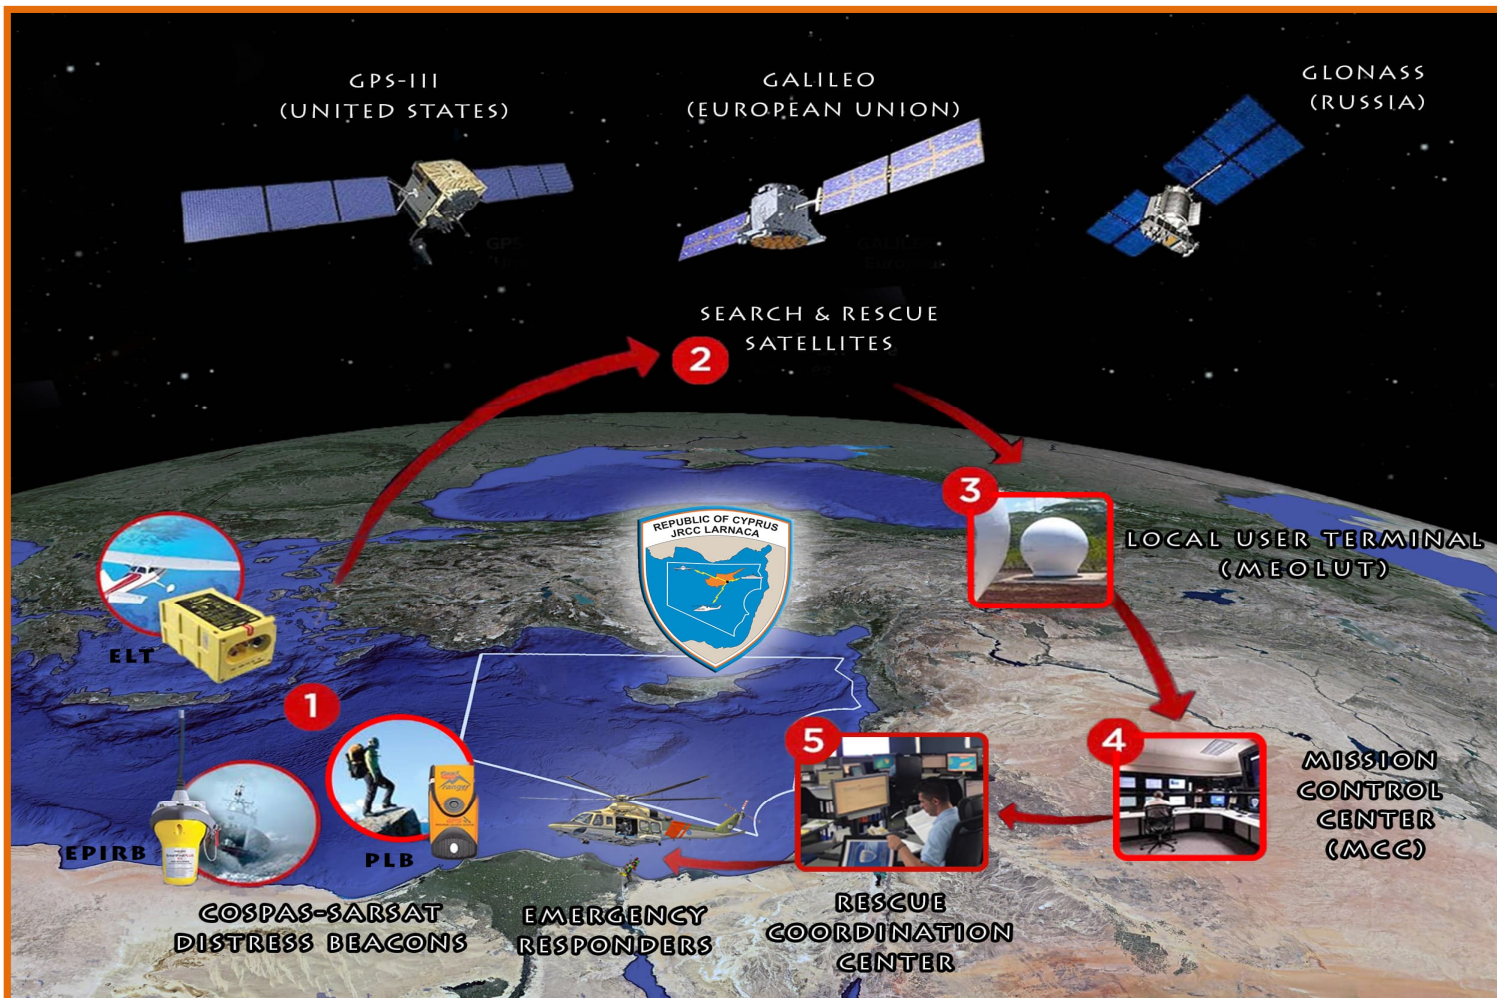 GPS-III
(UNITED STATES)
GALILEO
(EUROPEAN UNION)
GLONASS
(RUSSIA)
SEARCH & RESCUE
SATELLITES
2
3
LOCAL USER TERMINAL
(MEOLUT)
REPUBLIC OF CYPRUS
JRCC LARNACA
ELT
1
EPIRB
PLB
COSPAS-SARSAT
DISTRESS BEACONS
4
MISSION
CONTROL
CENTER
(MCC)
5
RESCUE
COORDINATION
CENTER
EMERGENCY
RESPONDERS